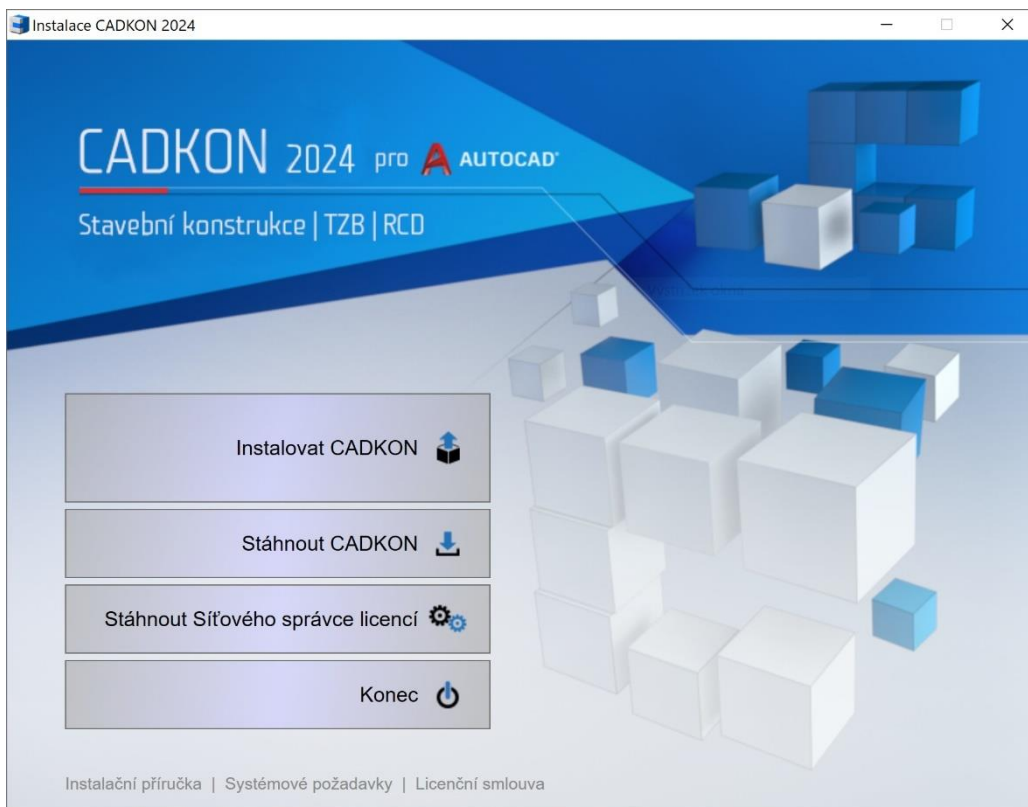 Instalace CADKON 2024
CADKON 2024 pro AUTOCAD®
Stavební konstrukce | TZB | RCD
Instalovat CADKON
Stáhnout CADKON
Stáhnout Síťového správce licencí
Konec
Instalační příručka | Systémové požadavky | Licenční smlouva